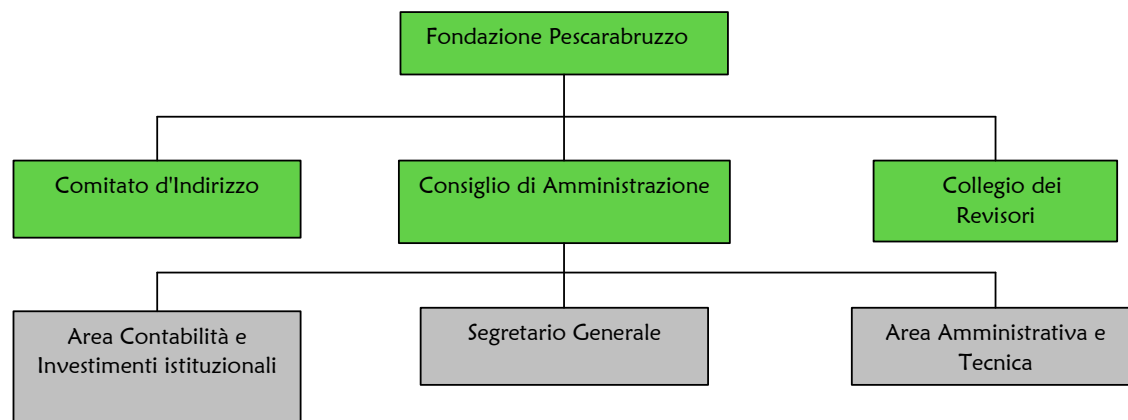 Fondazione Pescarabruzzo
Comitato d'Indirizzo
Consiglio di Amministrazione
Collegio dei
Revisori
Area Contabilità e
Investimenti istituzionali
Segretario Generale
Area Amministrativa e
Tecnica